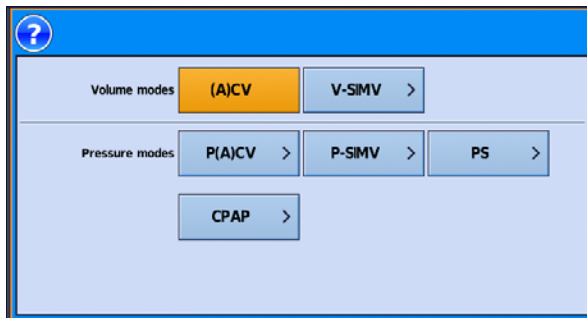 ?
Volume modes (A)CV V-SIMV >
Pressure modes P(A)CV > P-SIMV > PS >
CPAP >